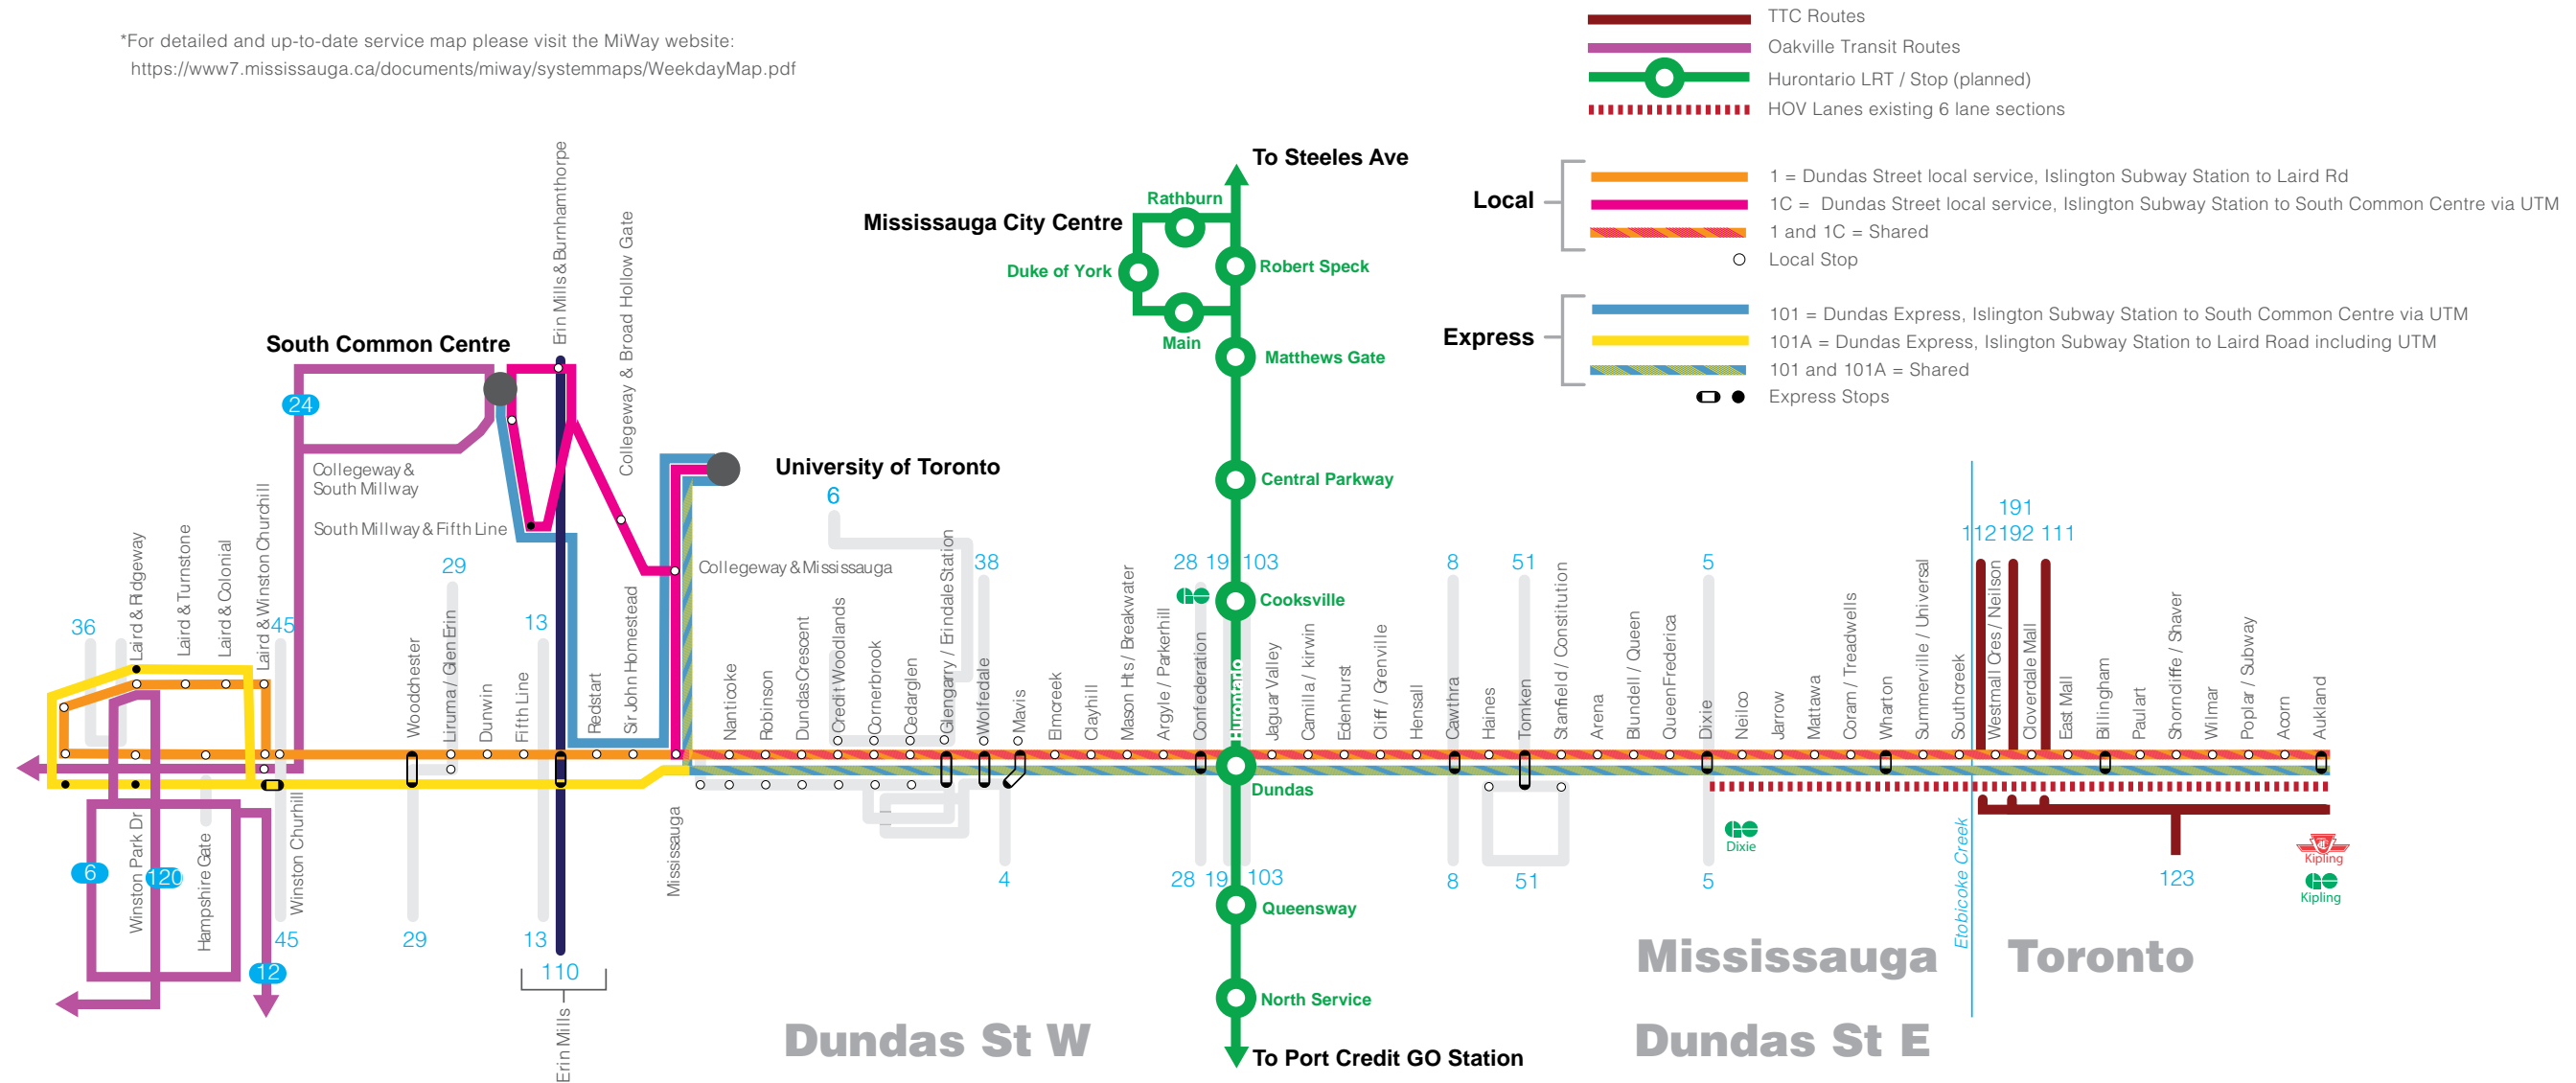 *For detailed and up-to-date service map please visit the MiWay website:
https://www7.mississauga.ca/documents/miway/systemmaps/WeekdayMap.pdf
TTC Routes
Oakville Transit Routes
Hurontario LRT / Stop (planned)
HOV Lanes existing 6 lane sections
Local
1 = Dundas Street local service, Islington Subway Station to Laird Rd
1C = Dundas Street local service, Islington Subway Station to South Common Centre via UTM
1 and 1C = Shared
Local Stop
Express
101 = Dundas Express, Islington Subway Station to South Common Centre via UTM
101A = Dundas Express, Islington Subway Station to Laird Road including UTM
101 and 101A = Shared
Express Stops
To Steeles Ave
Rathburn
Mississauga City Centre
Duke of York
Robert Speck
Main
Matthews Gate
Central Parkway
Cooksville
Hurontario
Dundas
Queensway
North Service
To Port Credit GO Station
South Common Centre
Erin Mills & Burnhamthorpe
Collegeway & Broad Hollow Gate
24
Collegeway &
South Millway
South Millway & Fifth Line
University of Toronto
Collegeway & Mississauga
6
36
45
29
13
38
28
19
103
8
51
5
191
112
192
111
Laird & Ridgeway
Laird & Turnstone
Laird & Colonial
Laird & Winston Churchill
Woodchester
Liruma / Glen Erin
Dunwin
Fifth Line
Redstart
Sir John Homestead
Nanticoke
Robinson
Dundas Crescent
Credit Woodlands
Cornerbrook
Cedarglen
Glengarry / Erindale Station
Wolfedale
Mavis
Elmcreek
Clayhill
Mason Hts / Breakwater
Argyle / Parkerhill
Confederation
Jaguar Valley
Camilla / kirwin
Edenhurst
Cliff / Grenville
Hensall
Cawthra
Haines
Tomken
Stanfield / Constitution
Arena
Blundell / Queen
Queen Frederica
Dixie
Neilco
Jarrow
Mattawa
Coram / Treadwells
Wharton
Summerville / Universal
Southcreek
Westmall Cres / Neilson
Cloverdale Mall
East Mall
Billingham
Paulart
Shorncliffe / Shaver
Wilmar
Poplar / Subway
Acorn
Aukland
6
120
12
Winston Park Dr
Hampshire Gate
Winston Churhill
45
29
13
110
Erin Mills
Mississauga
4
28
19
103
8
51
5
Dixie
Etobicoke Creek
123
Kipling
Kipling
Mississauga
Toronto
Dundas St W
Dundas St E